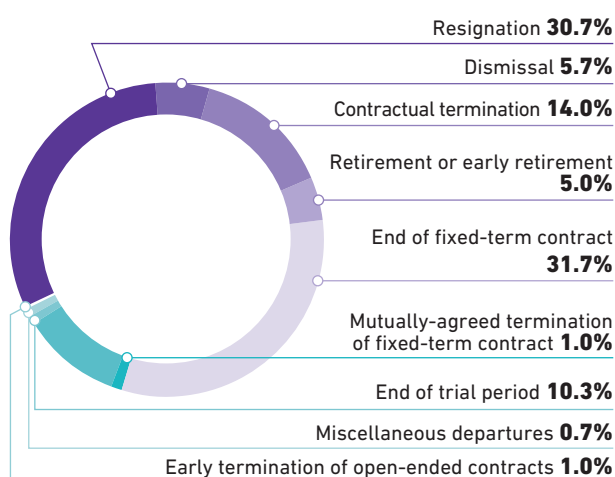 Resignation 30.7%
Dismissal 5.7%
Contractual termination 14.0%
Retirement or early retirement
5.0%
End of fixed-term contract
31.7%
Mutually-agreed termination
of fixed-term contract 1.0%
End of trial period 10.3%
Miscellaneous departures 0.7%
Early termination of open-ended contracts 1.0%